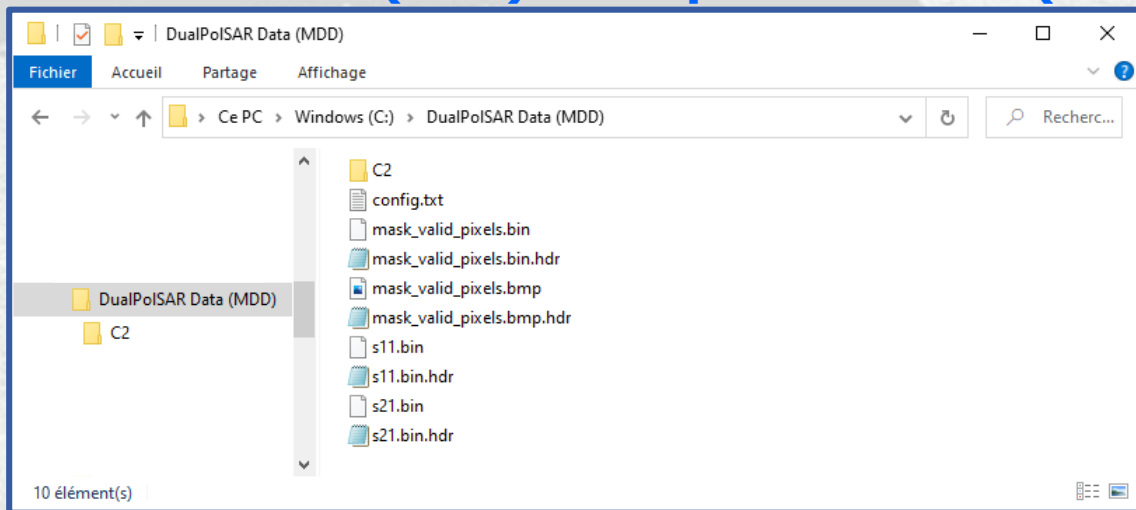 DualPolSAR Data (MDD)
Fichier Accueil Partage Affichage
Ce PC > Windows (C:) > DualPolSAR Data (MDD) Recherc...
C2
config.txt
mask_valid_pixels.bin
mask_valid_pixels.bin.hdr
DualPolSAR Data (MDD)
mask_valid_pixels.bmp
C2
mask_valid_pixels.bmp.hdr
s11.bin
s11.bin.hdr
s21.bin
s21.bin.hdr
10 élément(s)